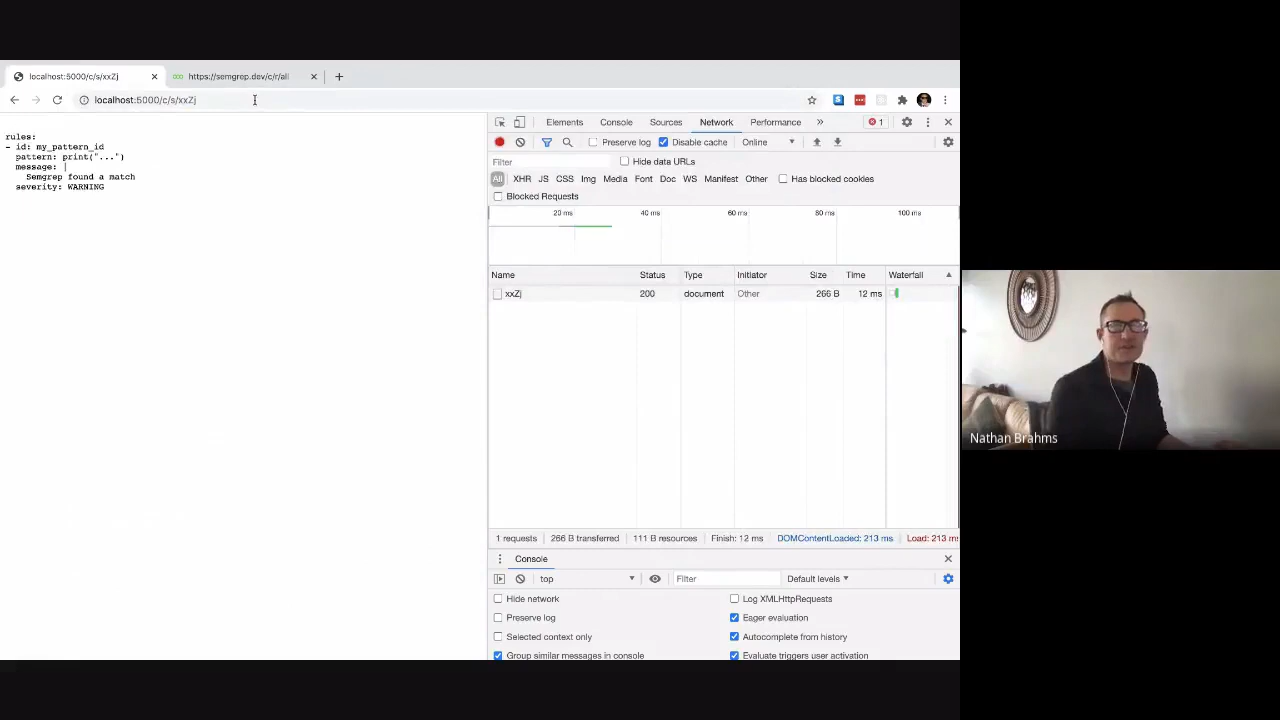 localhost:5000/c/s/xxZj
https://semgrep.dev/c/r/all
localhost:5000/c/s/xxZj
rules:
- id: my_pattern_id
pattern: print("...")
message: |
Semgrep found a match
severity: WARNING
Elements Console Sources Network Performance » 1
Preserve log Disable cache Online
Filter Hide data URLs
All XHR JS CSS Img Media Font Doc WS Manifest Other Has blocked cookies
Blocked Requests
20 ms 40 ms 60 ms 80 ms 100 ms
Name Status Type Initiator Size Time Waterfall
xxZj 200 document Other 266 B 12 ms
1 requests 266 B transferred 111 B resources Finish: 12 ms DOMContentLoaded: 213 ms Load: 213 ms
Console
top Filter Default levels
Hide network Log XMLHttpRequests
Preserve log Eager evaluation
Selected context only Autocomplete from history
Group similar messages in console Evaluate triggers user activation
Nathan Brahms